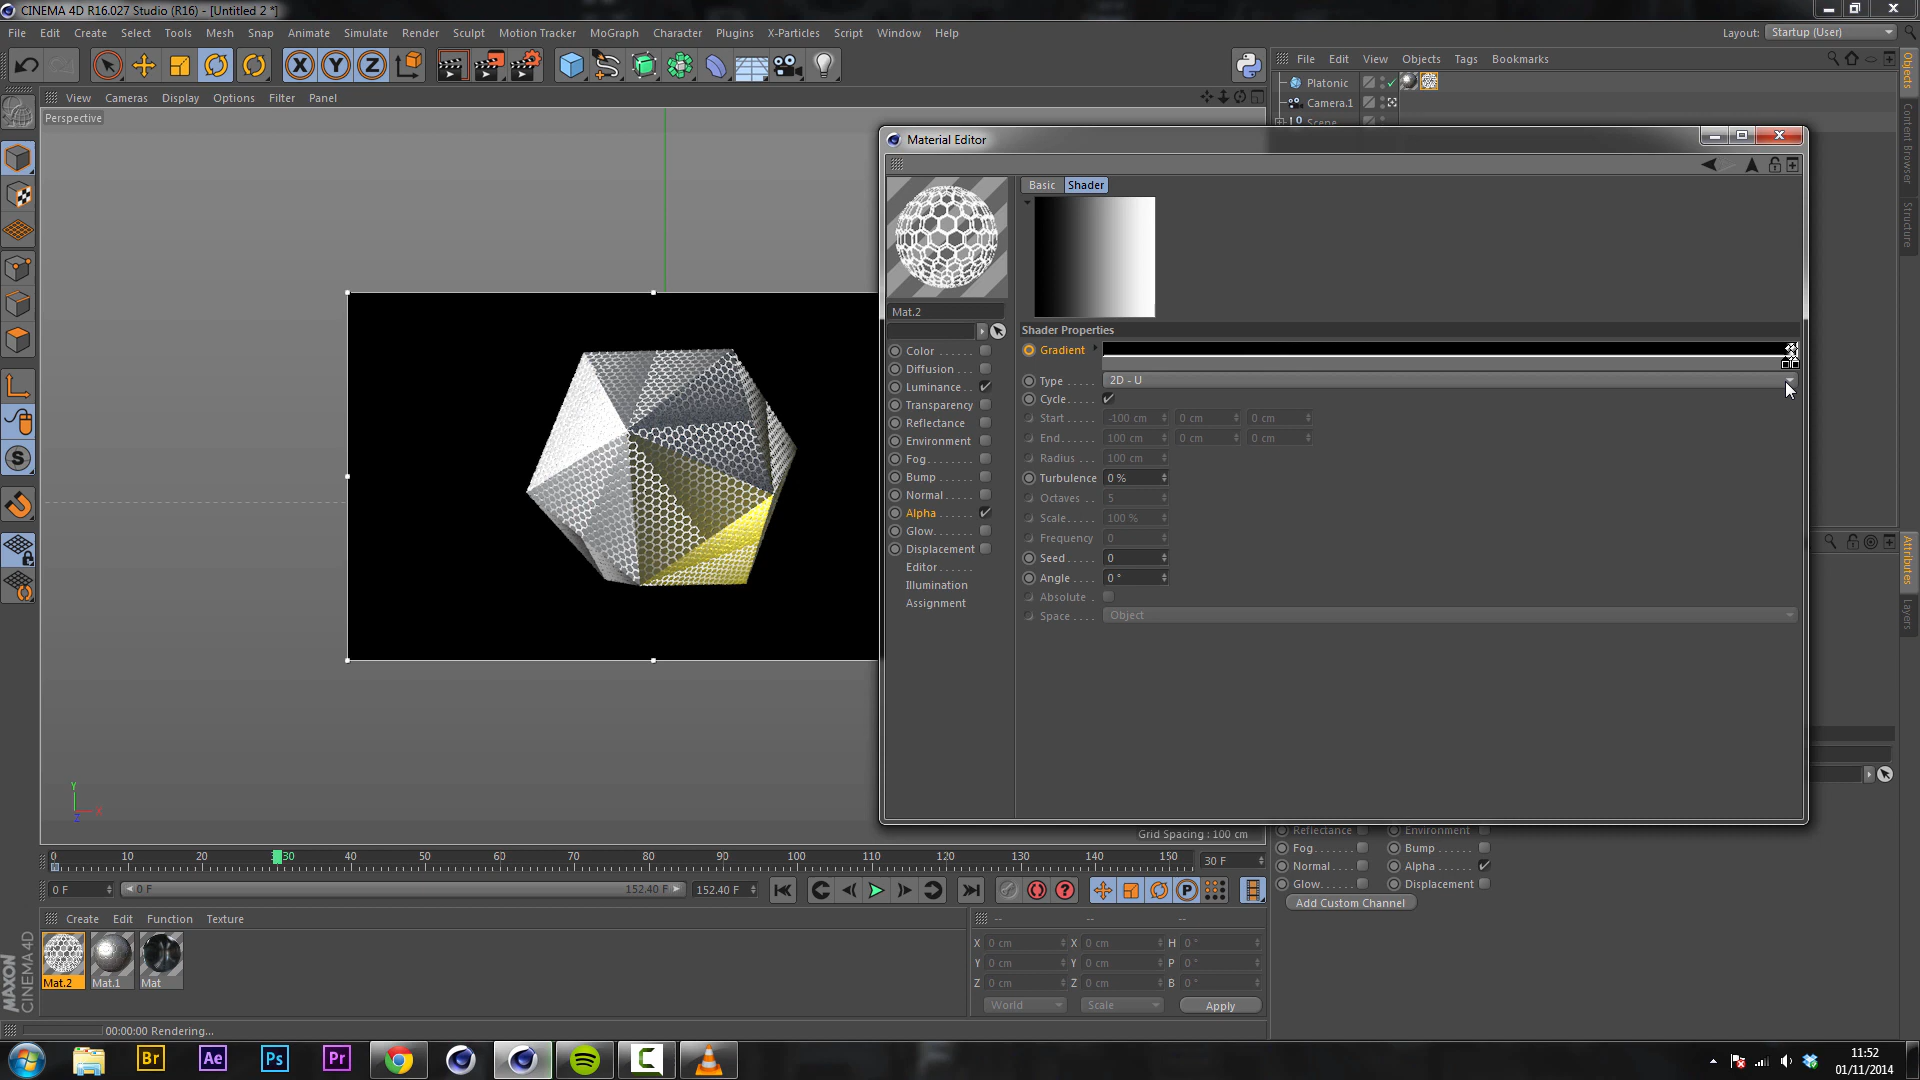 CINEMA 4D R16.027 Studio (R16) - [Untitled 2 *]
File Edit Create Select Tools Mesh Snap Animate Simulate Render Sculpt Motion Tracker MoGraph Character Plugins X-Particles Script Window Help
Layout: Startup (User)
File Edit View Objects Tags Bookmarks
Platonic
Camera.1
Scene
Objects
Content Browser
Structure
Attributes
Layers
View Cameras Display Options Filter Panel
Perspective
Y
X
Z
Grid Spacing : 100 cm
Material Editor
Basic Shader
Mat.2
Color
Diffusion
Luminance
Transparency
Reflectance
Environment
Fog
Bump
Normal
Alpha
Glow
Displacement
Editor
Illumination
Assignment
Shader Properties
Gradient
Type 2D - U
Cycle
Start -100 cm 0 cm 0 cm
End 100 cm 0 cm 0 cm
Radius 100 cm
Turbulence 0 %
Octaves 5
Scale 100 %
Frequency 0
Seed 0
Angle 0 °
Absolute
Space Object
Reflectance Environment
Fog Bump
Normal Alpha
Glow Displacement
Add Custom Channel
0 10 20 30 40 50 60 70 80 90 100 110 120 130 140 150 30 F
0 F 0 F 152.40 F 152.40 F
Create Edit Function Texture
Mat.2 Mat.1 Mat
-- -- --
X 0 cm X 0 cm H 0 °
Y 0 cm Y 0 cm P 0 °
Z 0 cm Z 0 cm B 0 °
World Scale Apply
MAXON
CINEMA 4D
00:00:00 Rendering...
Br Ae Ps Pr
11:52
01/11/2014